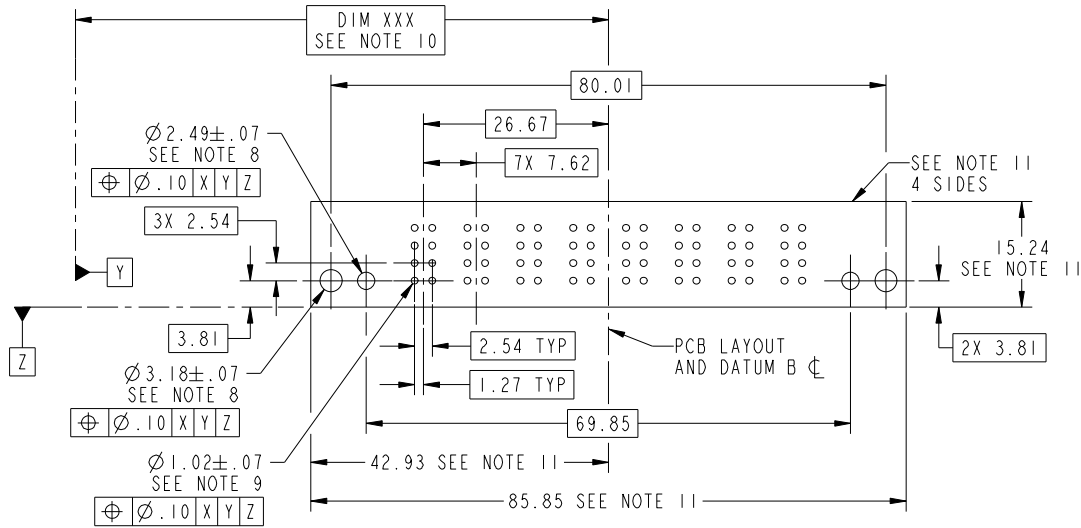 DIM XXX
SEE NOTE 10
80.01
26.67
Ø2.49±.07
SEE NOTE 8
⌖ Ø.10 X Y Z
7X 7.62
SEE NOTE 11
4 SIDES
3X 2.54
15.24
SEE NOTE 11
Y
3.81
2.54 TYP
PCB LAYOUT
AND DATUM B ℄
2X 3.81
Z
Ø3.18±.07
SEE NOTE 8
⌖ Ø.10 X Y Z
1.27 TYP
69.85
Ø1.02±.07
SEE NOTE 9
⌖ Ø.10 X Y Z
42.93 SEE NOTE 11
85.85 SEE NOTE 11